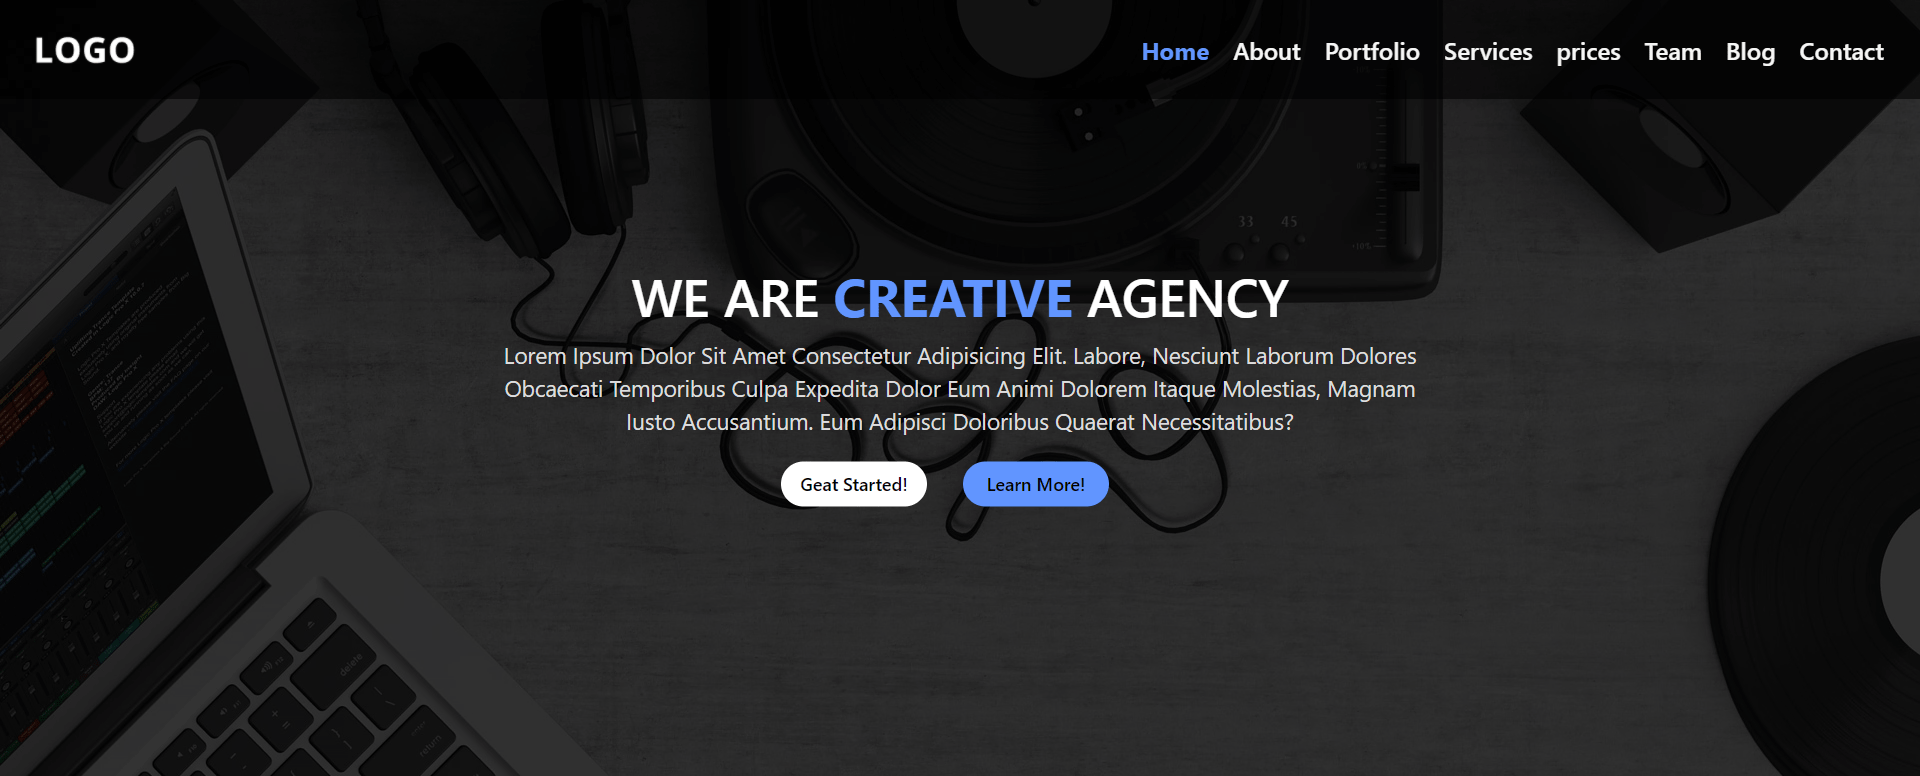 LOGO
Home About Portfolio Services prices Team Blog Contact
33 45
WE ARE CREATIVE AGENCY
Lorem Ipsum Dolor Sit Amet Consectetur Adipisicing Elit. Labore, Nesciunt Laborum Dolores
Obcaecati Temporibus Culpa Expedita Dolor Eum Animi Dolorem Itaque Molestias, Magnam
Iusto Accusantium. Eum Adipisci Doloribus Quaerat Necessitatibus?
Geat Started! Learn More!
delete
return